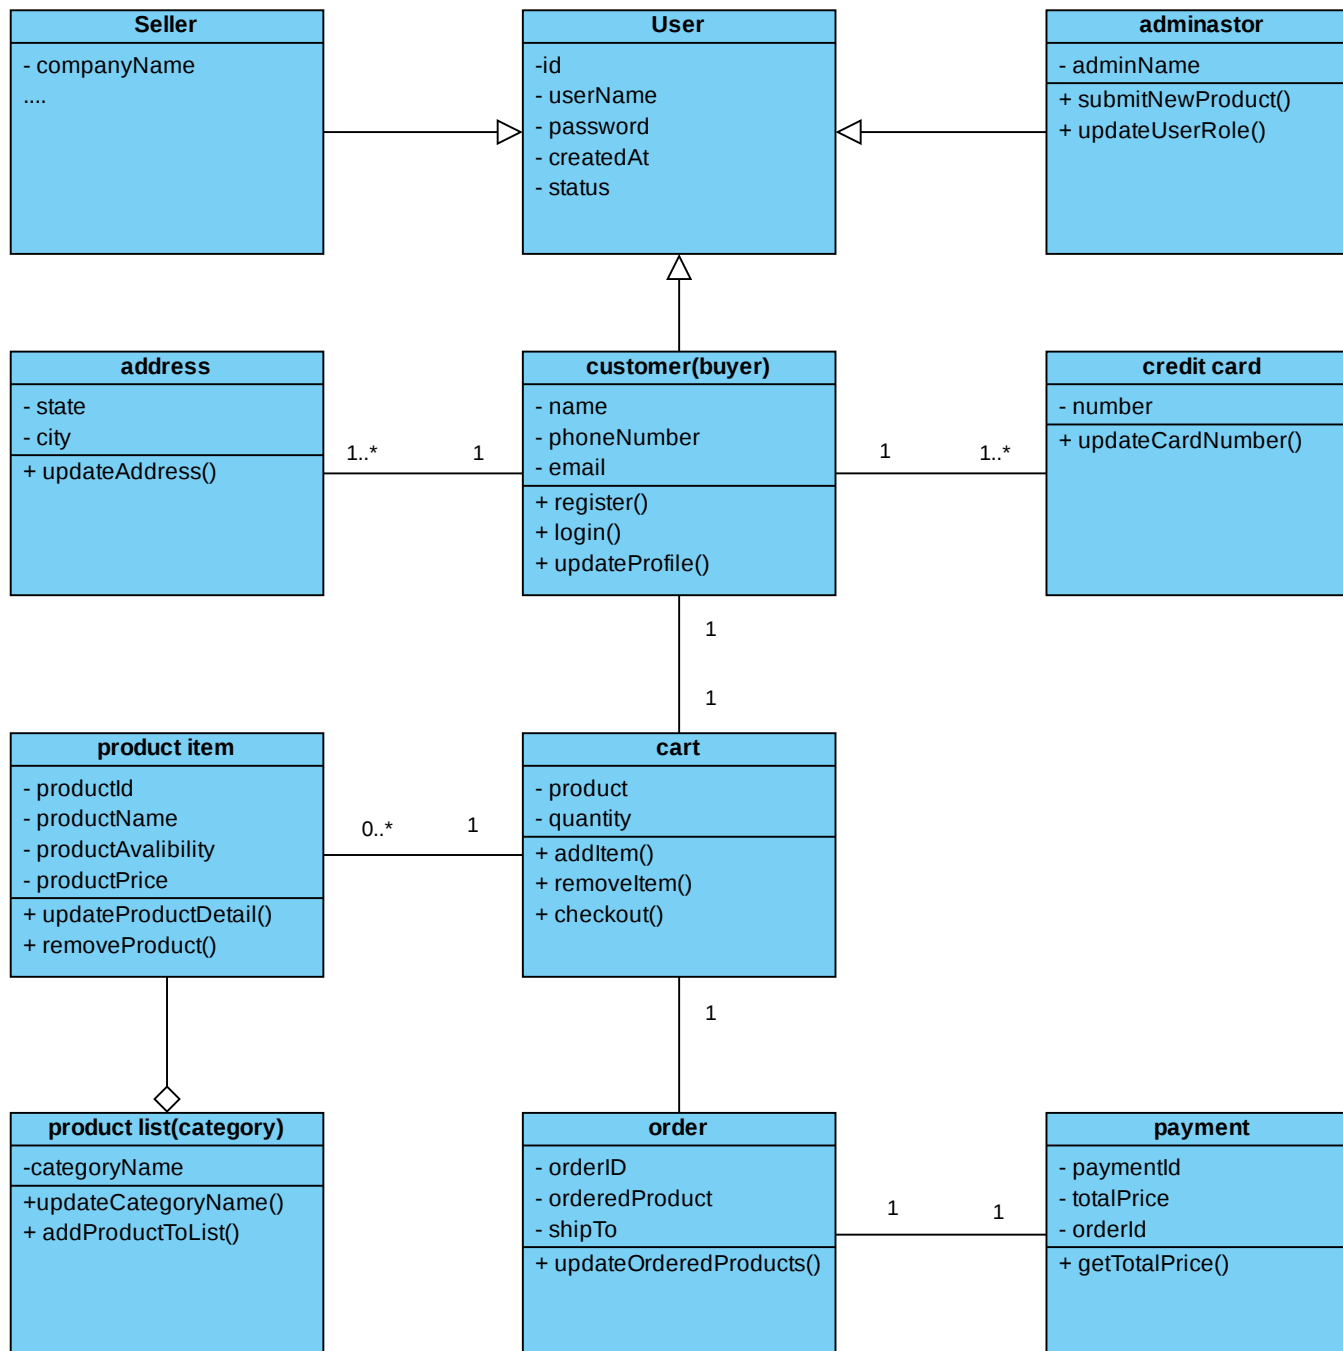 Seller
- companyName
....
User
-id
- userName
- password
- createdAt
- status
adminastor
- adminName
+ submitNewProduct()
+ updateUserRole()
address
- state
- city
+ updateAddress()
1..*
1
customer(buyer)
- name
- phoneNumber
- email
+ register()
+ login()
+ updateProfile()
1
1..*
credit card
- number
+ updateCardNumber()
1
1
product item
- productId
- productName
- productAvalibility
- productPrice
+ updateProductDetail()
+ removeProduct()
0..*
1
cart
- product
- quantity
+ addItem()
+ removeItem()
+ checkout()
1
product list(category)
-categoryName
+updateCategoryName()
+ addProductToList()
order
- orderID
- orderedProduct
- shipTo
+ updateOrderedProducts()
1
1
payment
- paymentId
- totalPrice
- orderId
+ getTotalPrice()